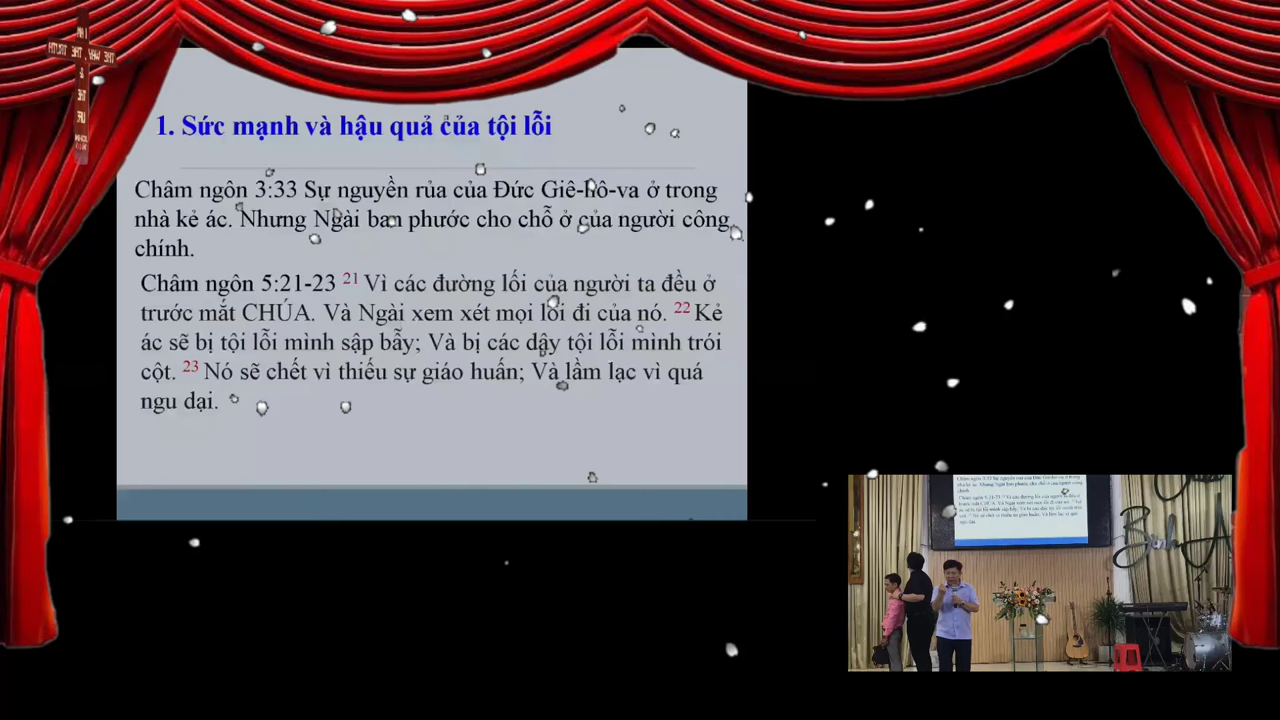 1. Sức mạnh và hậu quả của tội lỗi
Châm ngôn 3:33 Sự nguyền rủa của Đức Giê-hô-va ở trong
nhà kẻ ác. Nhưng Ngài ban phước cho chỗ ở của người công
chính.
Châm ngôn 5:21-23 21 Vì các đường lối của người ta đều ở
trước mắt CHÚA. Và Ngài xem xét mọi lối đi của nó. 22 Kẻ
ác sẽ bị tội lỗi mình sập bẫy; Và bị các dây tội lỗi mình trói
cột. 23 Nó sẽ chết vì thiếu sự giáo huấn; Và lầm lạc vì quá
ngu dại.